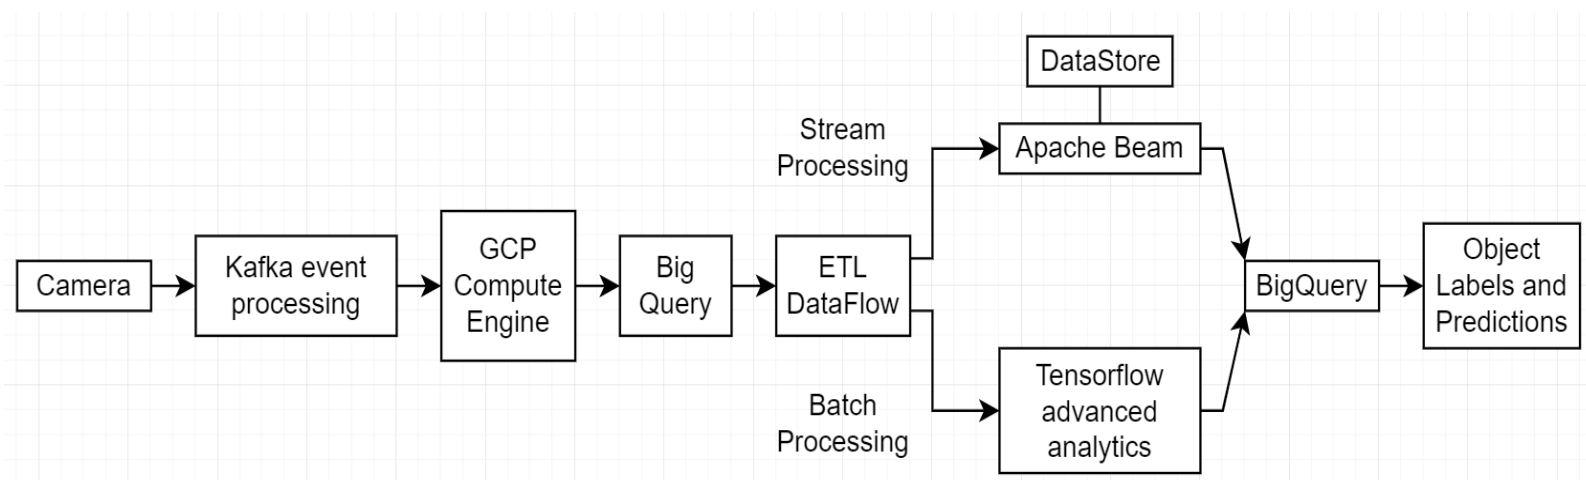 Camera
Kafka event
processing
GCP
Compute
Engine
Big
Query
ETL
DataFlow
Stream
Processing
DataStore
Apache Beam
Batch
Processing
Tensorflow
advanced
analytics
BigQuery
Object
Labels and
Predictions